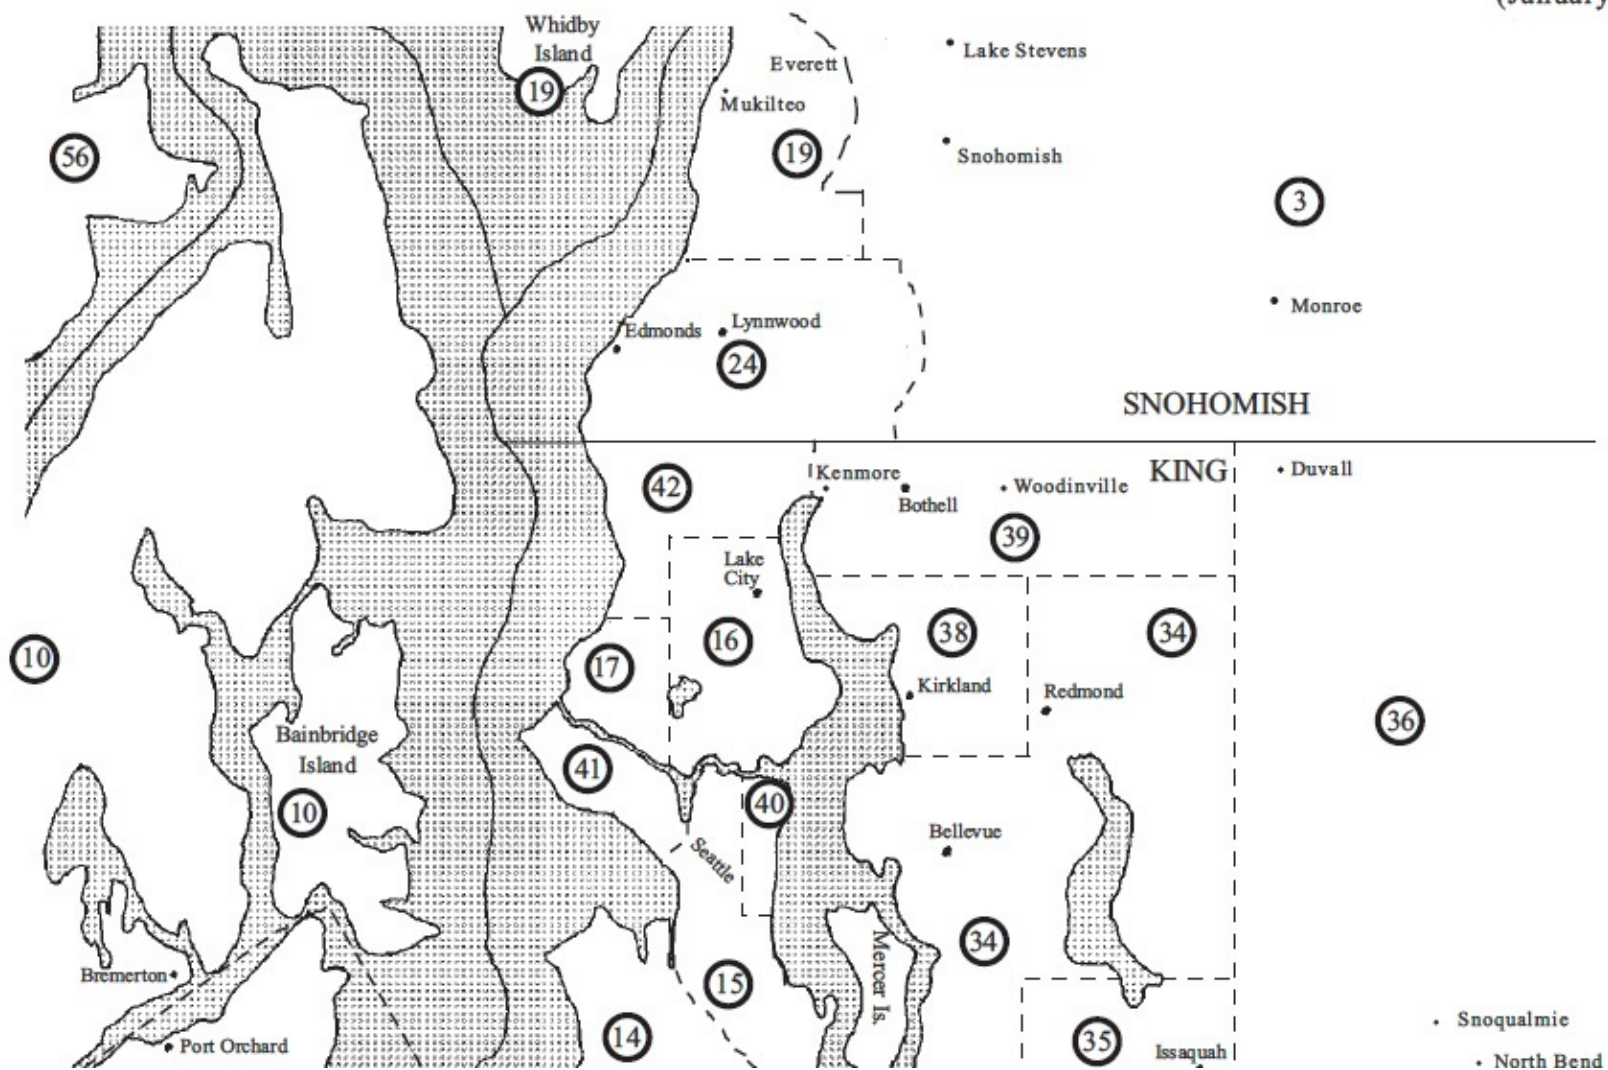 (January
Whidby
Island
19
Lake Stevens
Everett
Mukilteo
56
19
Snohomish
3
Monroe
Edmonds
Lynnwood
24
SNOHOMISH
KING
Duvall
42
Kenmore
Bothell
Woodinville
39
Lake
City
16
38
34
10
17
Kirkland
Redmond
36
Bainbridge
Island
10
41
40
Seattle
Bellevue
34
Mercer Is.
Bremerton
15
14
Port Orchard
35
Issaquah
Snoqualmie
North Bend